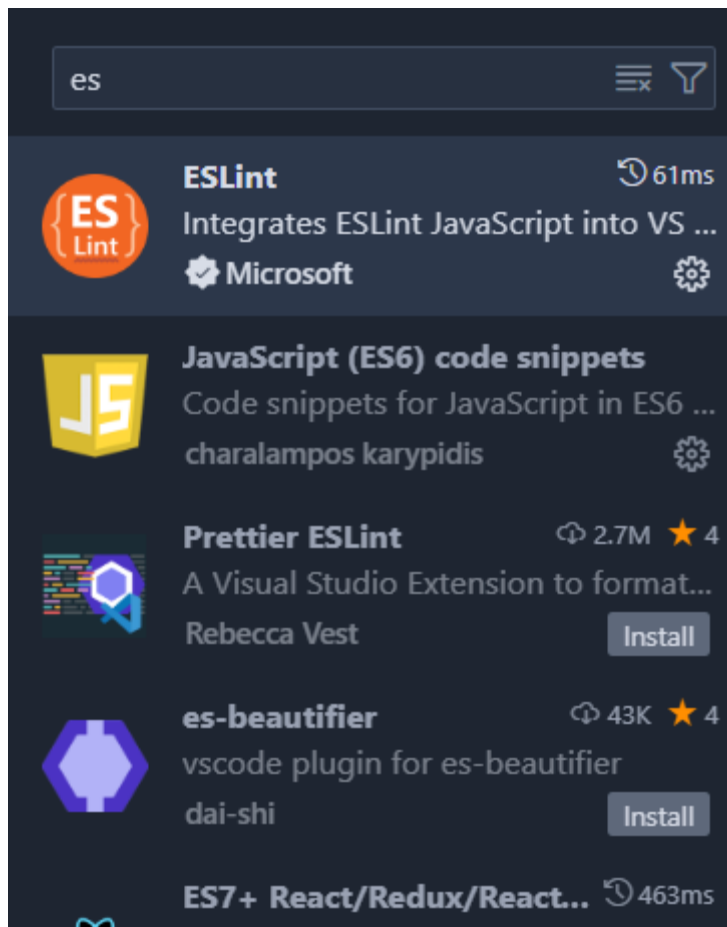 es
ES
Lint
ESLint 61ms
Integrates ESLint JavaScript into VS ...
Microsoft
JS
JavaScript (ES6) code snippets
Code snippets for JavaScript in ES6 ...
charalampos karypidis
Prettier ESLint 2.7M 4
A Visual Studio Extension to format...
Rebecca Vest Install
es-beautifier 43K 4
vscode plugin for es-beautifier
dai-shi Install
ES7+ React/Redux/React... 463ms